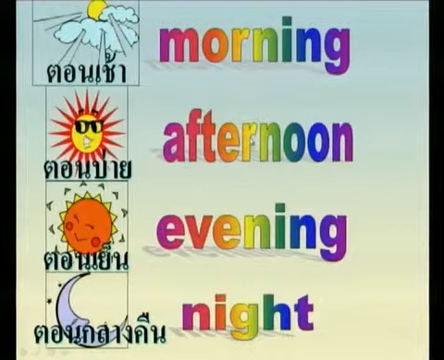 morning
ตอนเช้า
afternoon
ตอนบ่าย
evening
ตอนเย็น
night
ตอนกลางคืน